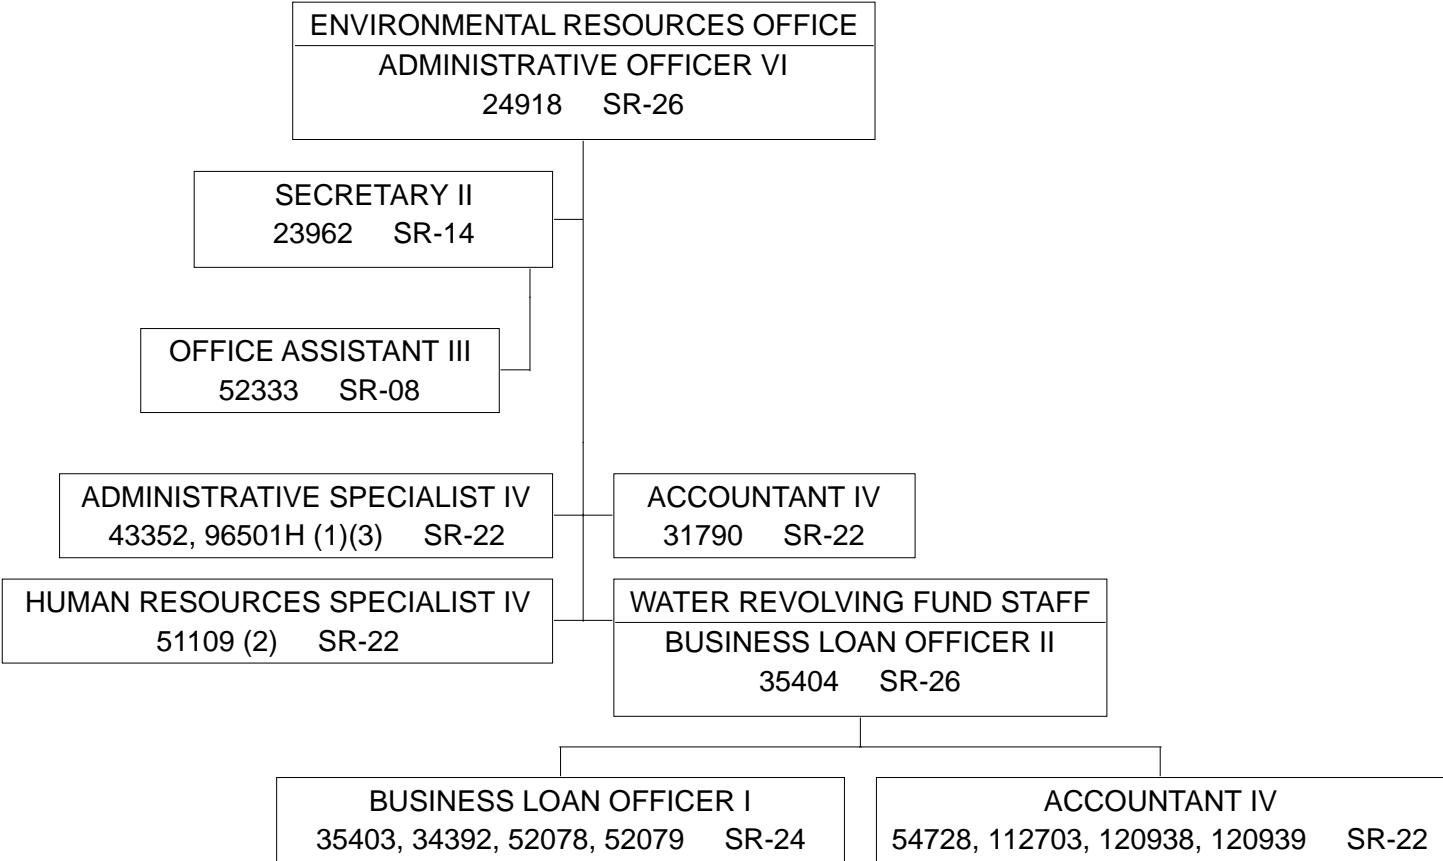 ENVIRONMENTAL RESOURCES OFFICE
ADMINISTRATIVE OFFICER VI
24918 SR-26
SECRETARY II
23962 SR-14
OFFICE ASSISTANT III
52333 SR-08
ADMINISTRATIVE SPECIALIST IV
43352, 96501H (1)(3) SR-22
ACCOUNTANT IV
31790 SR-22
HUMAN RESOURCES SPECIALIST IV
51109 (2) SR-22
WATER REVOLVING FUND STAFF
BUSINESS LOAN OFFICER II
35404 SR-26
BUSINESS LOAN OFFICER I
35403, 34392, 52078, 52079 SR-24
ACCOUNTANT IV
54728, 112703, 120938, 120939 SR-22